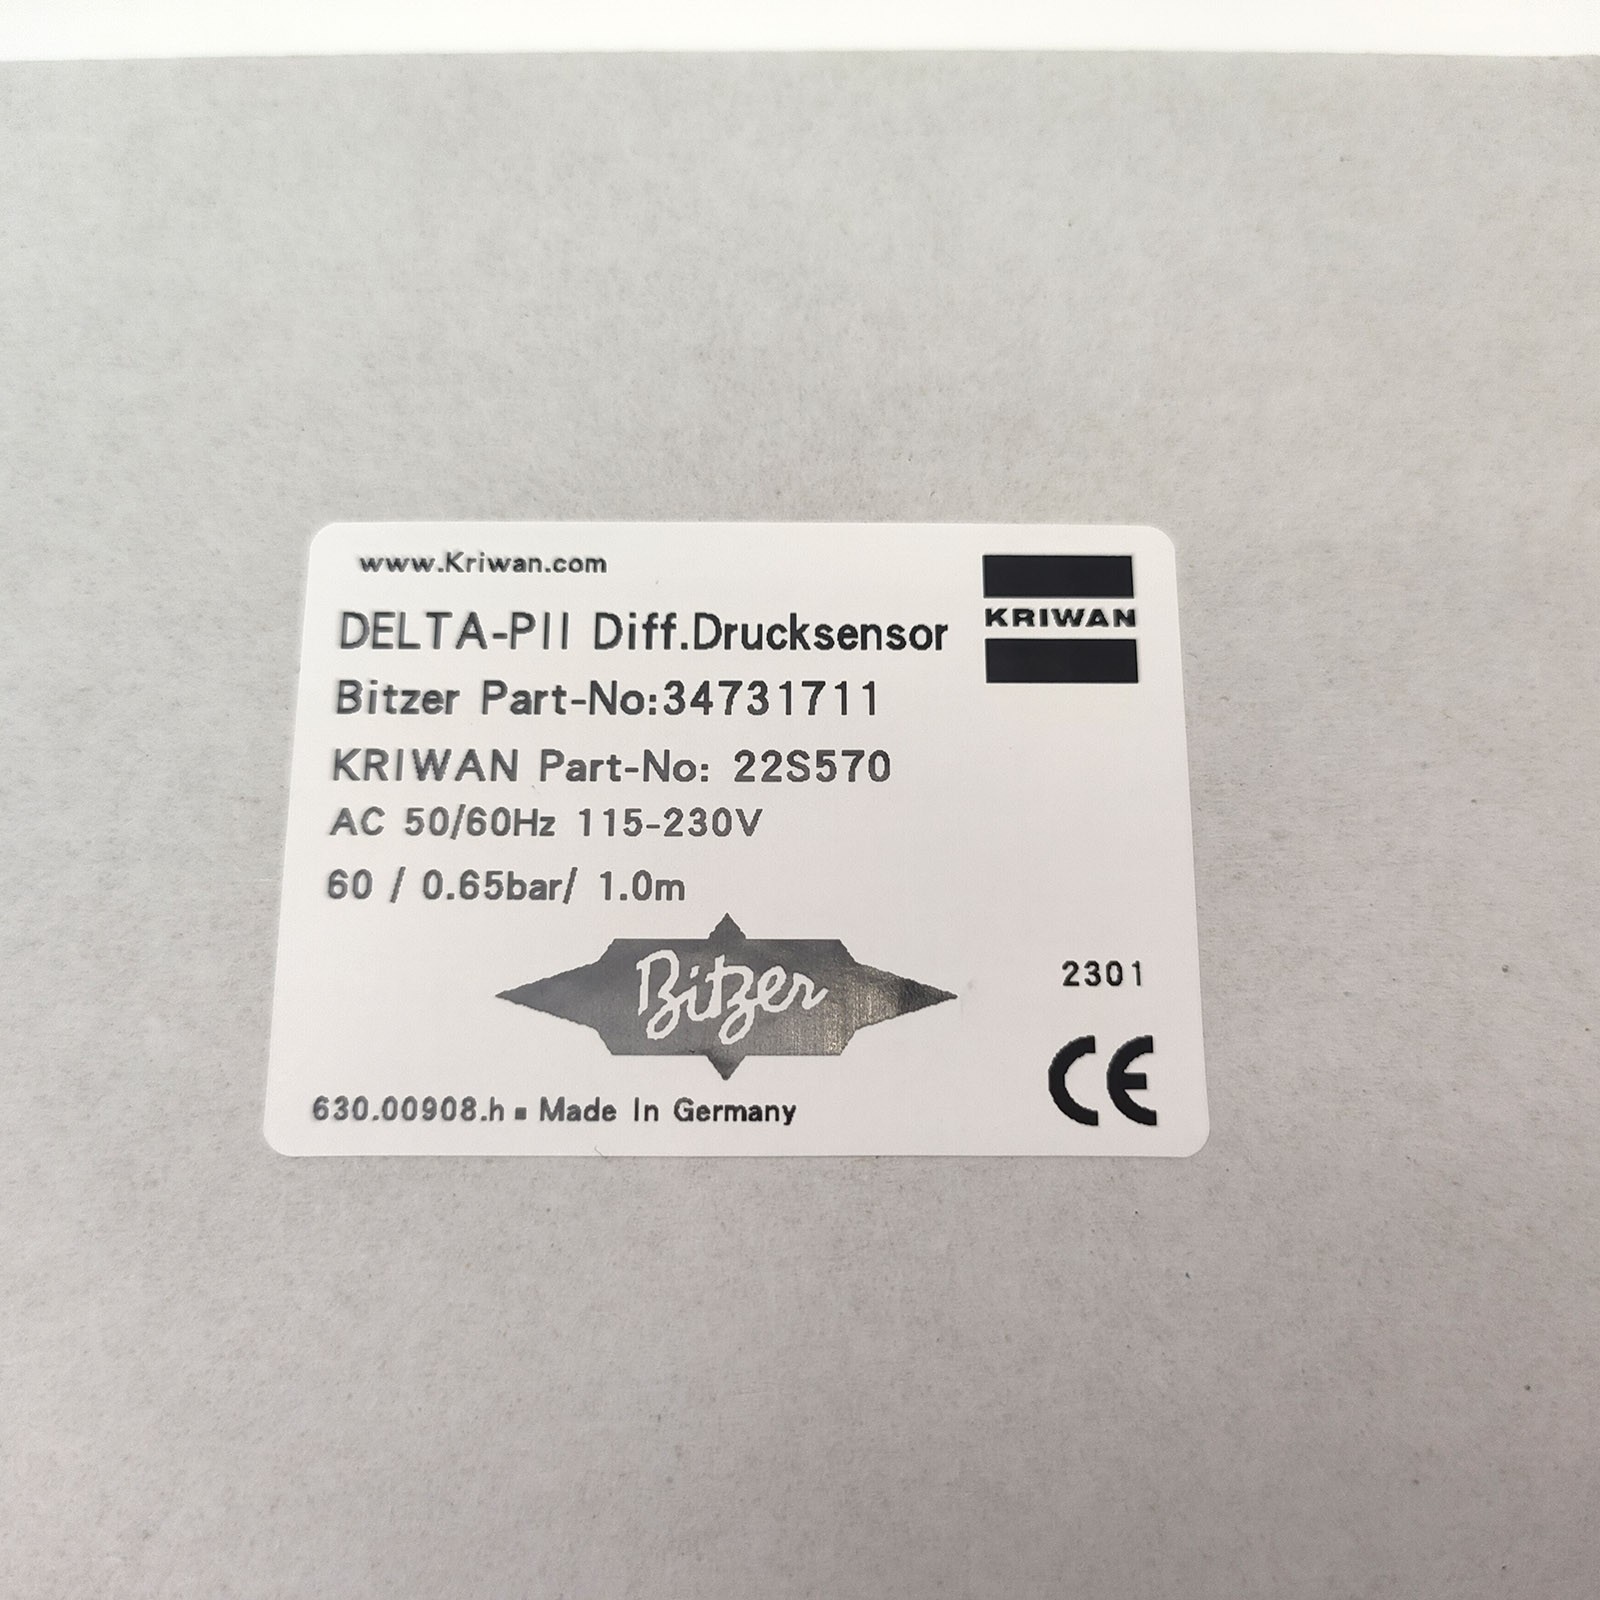 www.Kriwan.com
KRIWAN
DELTA-PII Diff.Drucksensor
Bitzer Part-No:34731711
KRIWAN Part-No: 22S570
AC 50/60Hz 115-230V
60 / 0.65bar/ 1.0m
Bitzer
2301
CE
630.00908.h ▪ Made In Germany